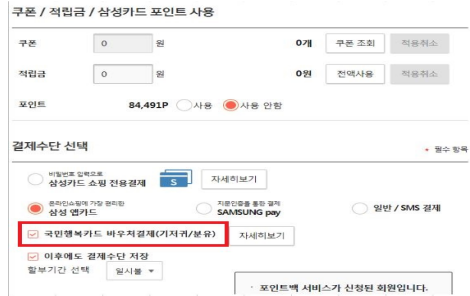 쿠폰 / 적립금 / 삼성카드 포인트 사용
쿠폰 0 원 0개 쿠폰 조회 적용취소
적립금 0 원 0원 전액사용 적용취소
포인트 84,491P 사용 사용 안함
결제수단 선택 • 필수 항목
비밀번호 입력으로
삼성카드 쇼핑 전용결제 S 자세히보기
온라인쇼핑에 가장 편리한 지문인증을 통한 결제
삼성 앱카드 SAMSUNG pay 일반 / SMS 결제
국민행복카드 바우처결제(기저귀/분유) 자세히보기
이후에도 결제수단 저장
할부기간 선택 일시불
• 포인트백 서비스가 신청된 회원입니다.